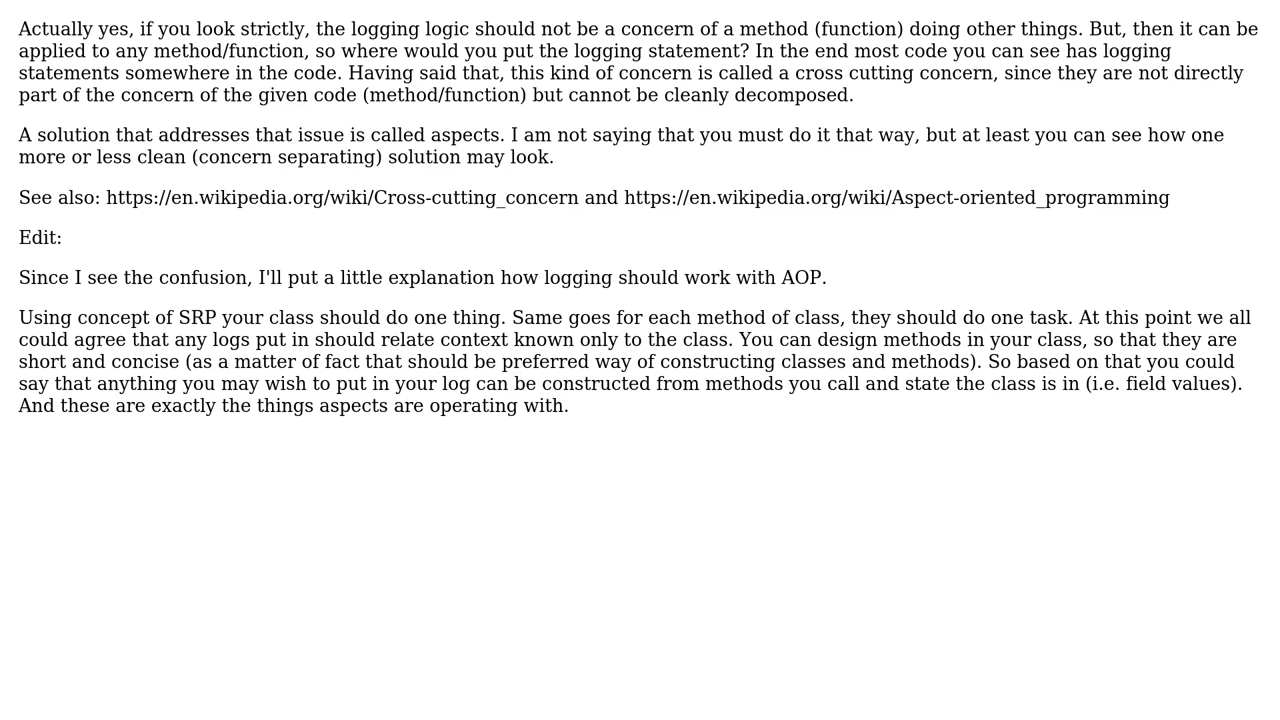 Actually yes, if you look strictly, the logging logic should not be a concern of a method (function) doing other things. But, then it can be
applied to any method/function, so where would you put the logging statement? In the end most code you can see has logging
statements somewhere in the code. Having said that, this kind of concern is called a cross cutting concern, since they are not directly
part of the concern of the given code (method/function) but cannot be cleanly decomposed.
A solution that addresses that issue is called aspects. I am not saying that you must do it that way, but at least you can see how one
more or less clean (concern separating) solution may look.
See also: https://en.wikipedia.org/wiki/Cross-cutting_concern and https://en.wikipedia.org/wiki/Aspect-oriented_programming
Edit:
Since I see the confusion, I'll put a little explanation how logging should work with AOP.
Using concept of SRP your class should do one thing. Same goes for each method of class, they should do one task. At this point we all
could agree that any logs put in should relate context known only to the class. You can design methods in your class, so that they are
short and concise (as a matter of fact that should be preferred way of constructing classes and methods). So based on that you could
say that anything you may wish to put in your log can be constructed from methods you call and state the class is in (i.e. field values).
And these are exactly the things aspects are operating with.